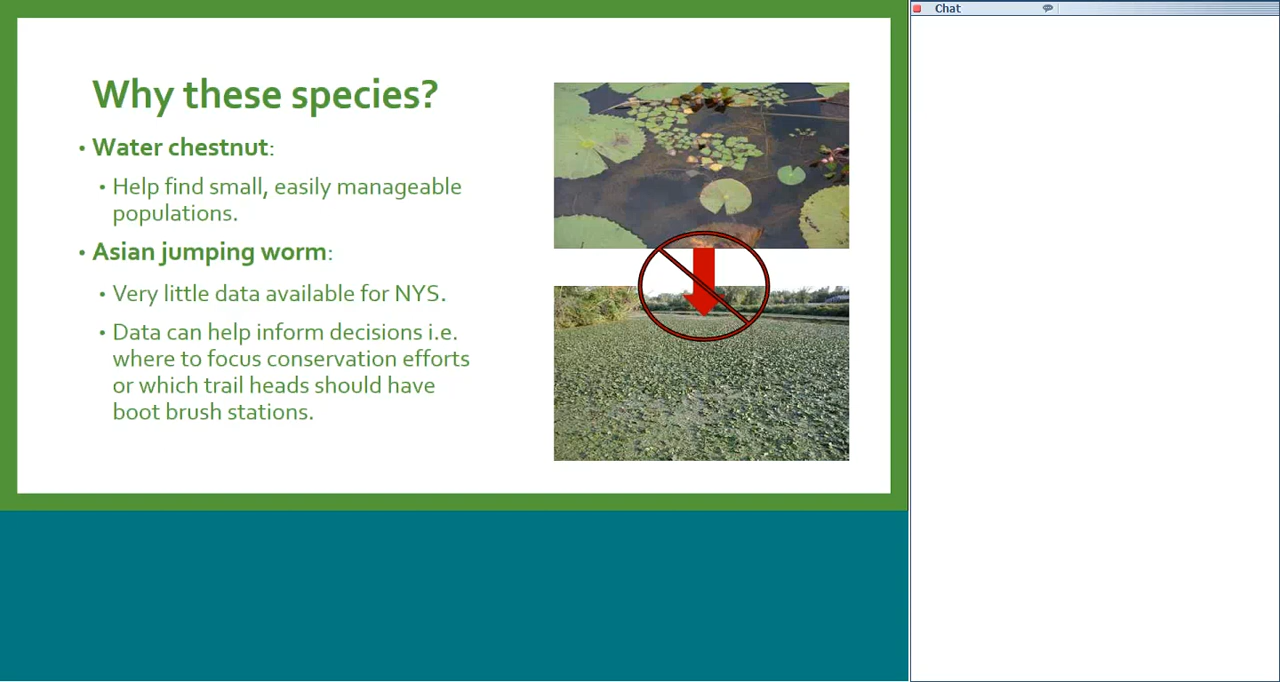 Why these species?
• Water chestnut:
• Help find small, easily manageable
populations.
• Asian jumping worm:
• Very little data available for NYS.
• Data can help inform decisions i.e.
where to focus conservation efforts
or which trail heads should have
boot brush stations.
Chat